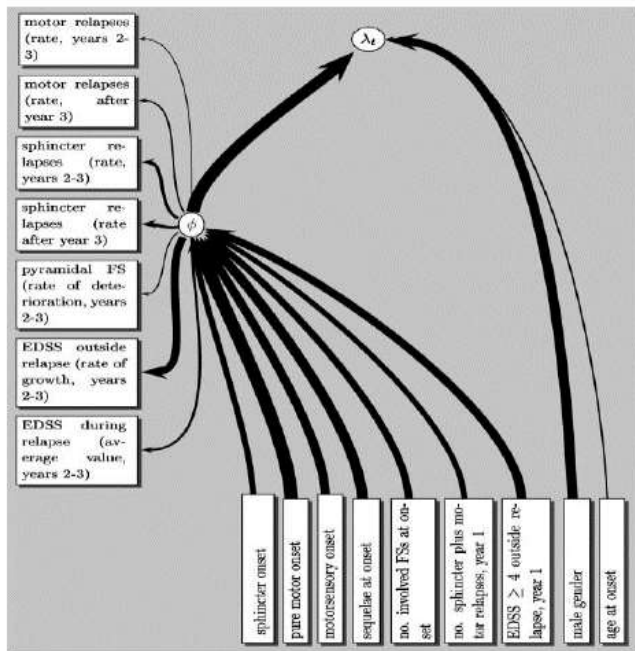 motor relapses
(rate, years 2-
3)
λt
motor relapses
(rate, after
year 3)
sphincter re-
lapses (rate,
years 2-3)
sphincter re-
lapses (rate
after year 3)
ϕ
pyramidal FS
(rate of dete-
rioration, years
2-3)
EDSS outside
relapse (rate of
growth, years
2-3)
EDSS during
relapse (av-
erage value,
years 2-3)
sphincter onset
pure motor onset
motorsensory onset
sequelae at onset
no. involved FSs at on-
set
no. sphincter plus mo-
tor relapses, year 1
EDSS ≥ 4 outside re-
lapse, year 1
male gender
age at onset